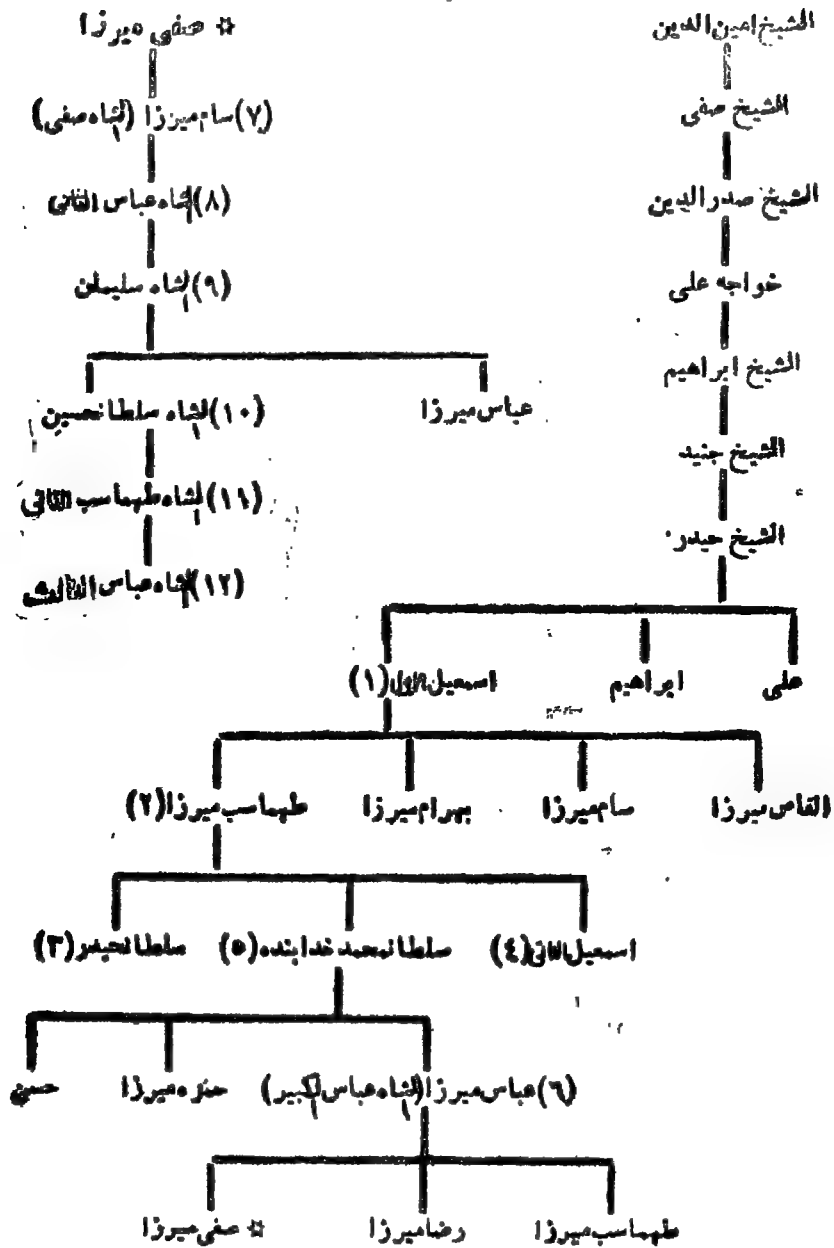 الشيخ امين الدين
الشيخ صفى
الشيخ صدر الدين
خواجه على
الشيخ ابراهيم
الشيخ جنيد
الشيخ حيدر
على
ابراهيم
اسمعيل الاول (١)
القاص ميرزا
سام ميرزا
بهرام ميرزا
طهماسب ميرزا (٢)
اسمعيل الثانى (٤)
سلطان محمد خدابنده (٥)
سلطان حيدر (٣)
(٦) عباس ميرزا (الشاه عباس الكبير)
حمزه ميرزا
حسن
طهماسب ميرزا
رضا ميرزا
☆ صفى ميرزا
☆ صفى ميرزا
(٧) سام ميرزا (الشاه صفى)
(٨) الشاه عباس الثانى
(٩) الشاه سليمان
عباس ميرزا
(١٠) الشاه سلطان حسين
(١١) الشاه طهماسب الثانى
(١٢) الشاه عباس الثالث